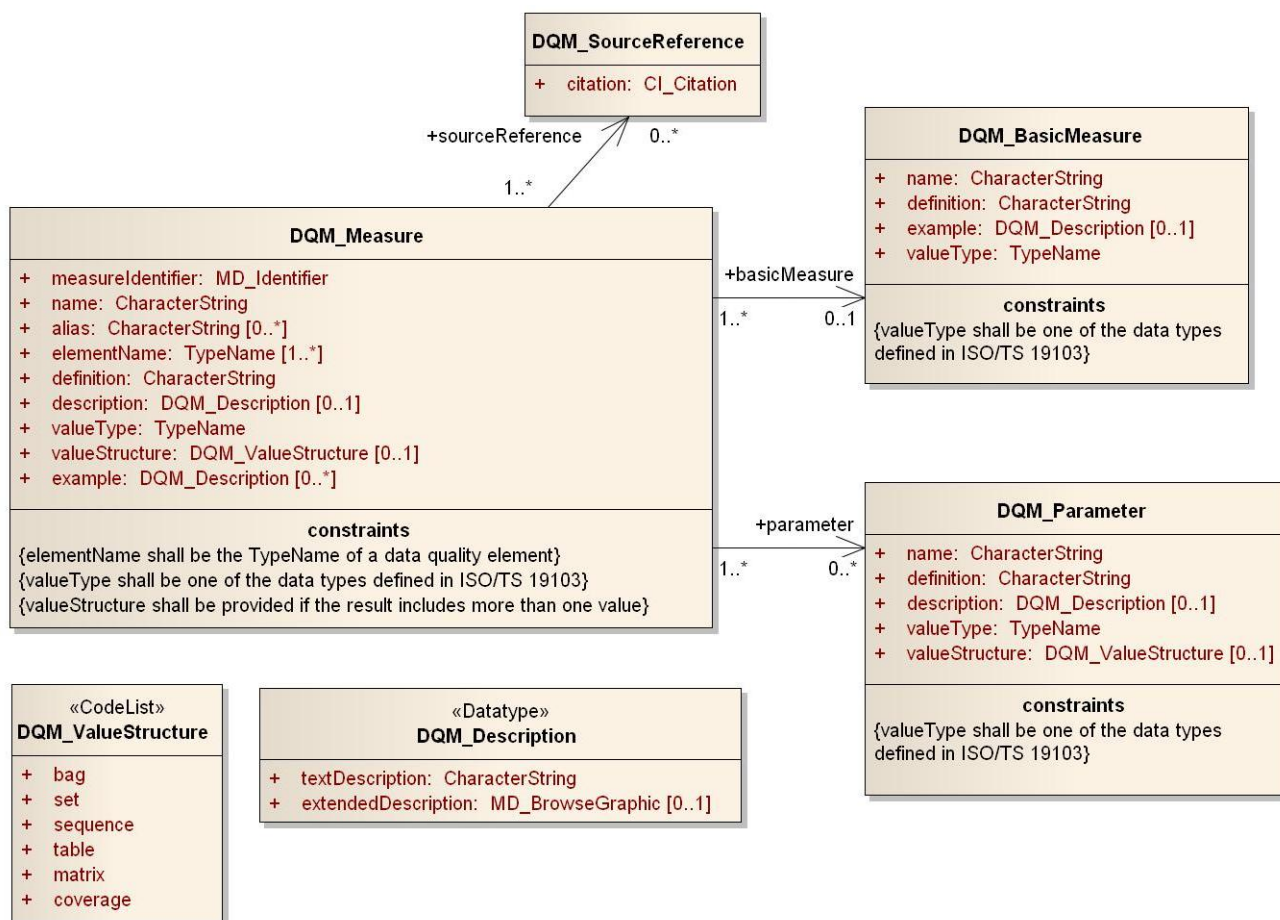 DQM_SourceReference
+ citation: CI_Citation
+sourceReference
0..*
1..*
DQM_BasicMeasure
+ name: CharacterString
+ definition: CharacterString
+ example: DQM_Description [0..1]
+ valueType: TypeName
constraints
{valueType shall be one of the data types
defined in ISO/TS 19103}
DQM_Measure
+ measureIdentifier: MD_Identifier
+ name: CharacterString
+ alias: CharacterString [0..*]
+ elementName: TypeName [1..*]
+ definition: CharacterString
+ description: DQM_Description [0..1]
+ valueType: TypeName
+ valueStructure: DQM_ValueStructure [0..1]
+ example: DQM_Description [0..*]
constraints
{elementName shall be the TypeName of a data quality element}
{valueType shall be one of the data types defined in ISO/TS 19103}
{valueStructure shall be provided if the result includes more than one value}
+basicMeasure
1..*
0..1
+parameter
1..*
0..*
DQM_Parameter
+ name: CharacterString
+ definition: CharacterString
+ description: DQM_Description [0..1]
+ valueType: TypeName
+ valueStructure: DQM_ValueStructure [0..1]
constraints
{valueType shall be one of the data types
defined in ISO/TS 19103}
«CodeList»
DQM_ValueStructure
+ bag
+ set
+ sequence
+ table
+ matrix
+ coverage
«Datatype»
DQM_Description
+ textDescription: CharacterString
+ extendedDescription: MD_BrowseGraphic [0..1]